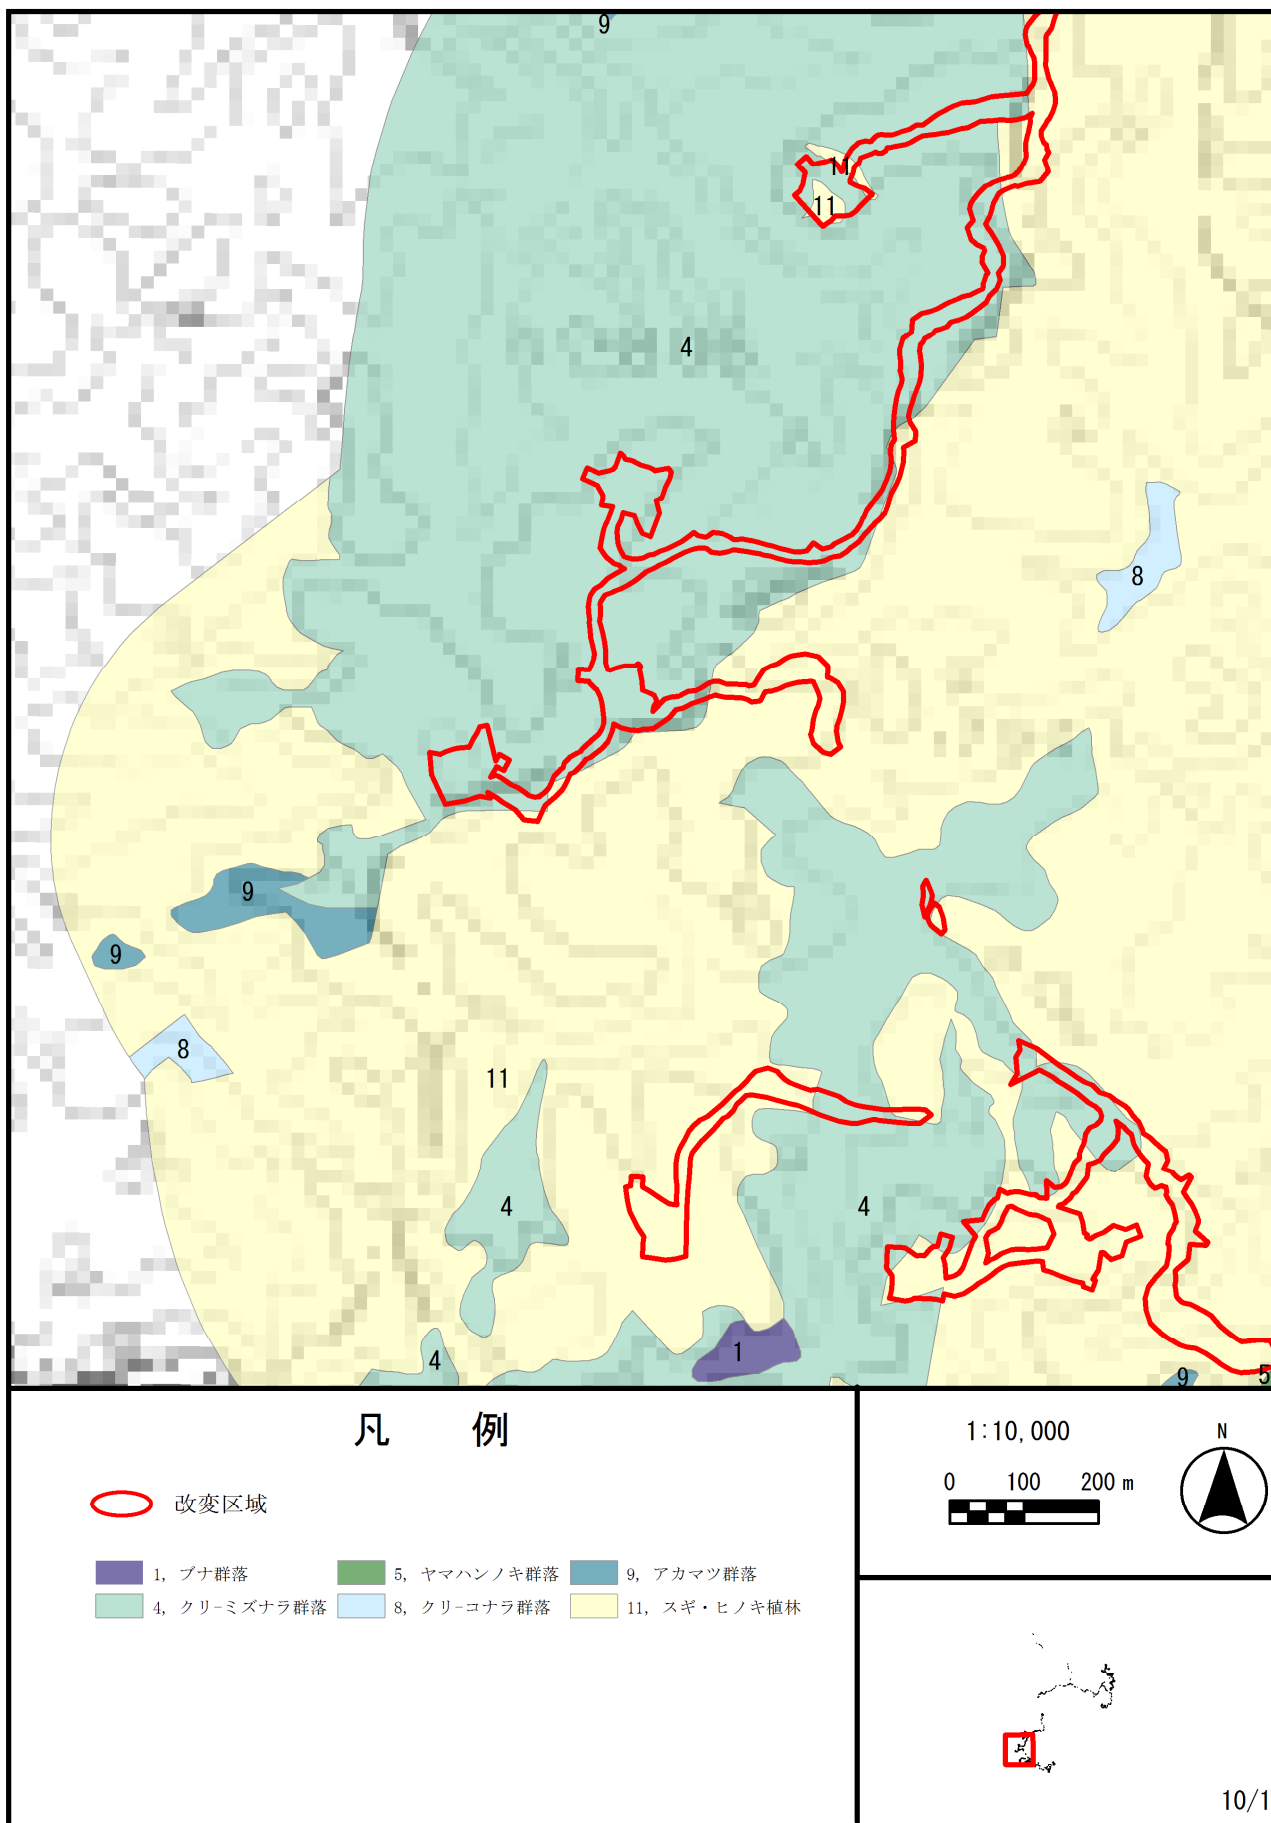 9
11
11
4
8
9
9
8
11
4
4
4
1
9
5
凡 例
改変区域
1, ブナ群落
5, ヤマハンノキ群落
9, アカマツ群落
4, クリ-ミズナラ群落
8, クリ-コナラ群落
11, スギ・ヒノキ植林
1:10,000
N
0 100 200 m
10/1